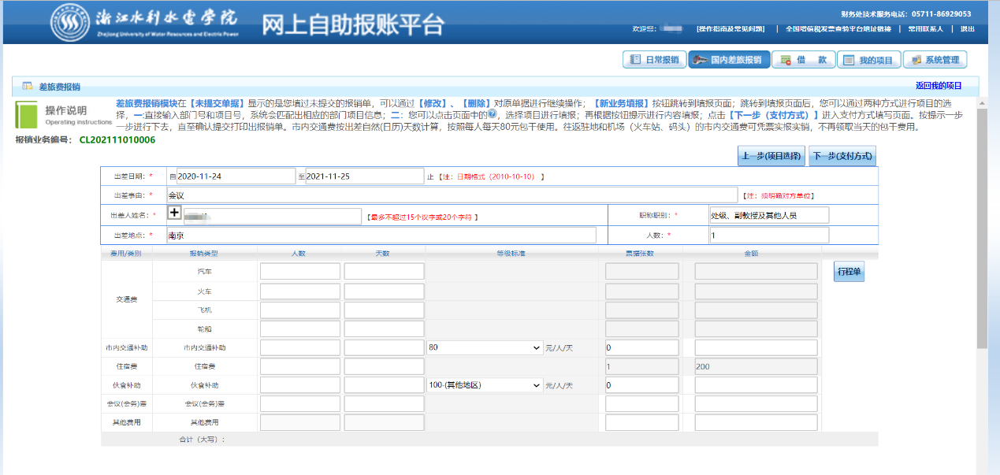 浙江水利水电学院
Zhejiang University of Water Resources and Electric Power
网上自助报账平台
财务处技术服务电话：05711-86929053
欢迎您：
[操作指南及常见问题] | 全国增值税发票查验平台地址链接 | 常用联系人 | 退出
日常报销 国内差旅报销 借 款 我的项目 系统管理
差旅费报销 返回我的项目
操作说明
Operating instructions
差旅费报销模块在【未提交单据】显示的是您填过未提交的报销单，可以通过【修改】、【删除】对原单据进行继续操作；【新业务填报】按钮跳转到填报页面；跳转到填报页面后，您可以通过两种方式进行项目的选
择，一:直接输入部门号和项目号，系统会匹配出相应的部门项目信息；二：您可以点击页面中的?，选择项目进行填报；再根据按钮提示进行内容填报；点击【下一步（支付方式）】进入支付方式填写页面。按提示一步
一步进行下去，直至确认提交打印出报销单。市内交通费按出差自然(日历)天数计算，按照每人每天80元包干使用。往返驻地和机场（火车站、码头）的市内交通费可凭票实报实销，不再领取当天的包干费用。
报销业务编号： CL202111010006
上一步(项目选择) 下一步(支付方式)
出差日期：* 自 2020-11-24 至 2021-11-25 止【注：日期格式（2010-10-10）】
出差事由：* 会议 【注：须明确对方单位】
出差人姓名：* + 【最多不超过15个汉字或20个字符】 职称职别：* 处级、副教授及其他人员
出差地点：* 南京 人数：* 1
费用/类别 报销类型 人数 天数 等级标准 票据张数 金额
汽车 行程单
火车
交通费
飞机
轮船
市内交通补助 市内交通补助 80 元/人/天 0
住宿费 住宿费 1 200
伙食补助 伙食补助 100-(其他地区) 元/人/天 0
会议(会务)费 会议(会务)费
其他费用 其他费用
合计（大写）：